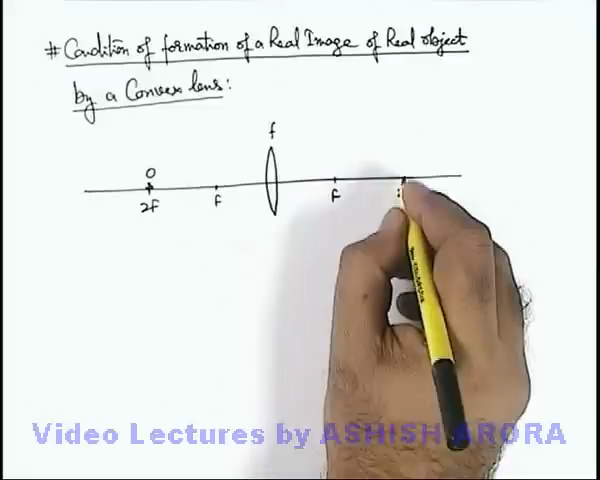 # Condition of formation of a Real Image of Real object
by a Convex lens:
f
O
2F F F
Video Lectures by ASHISH ARORA